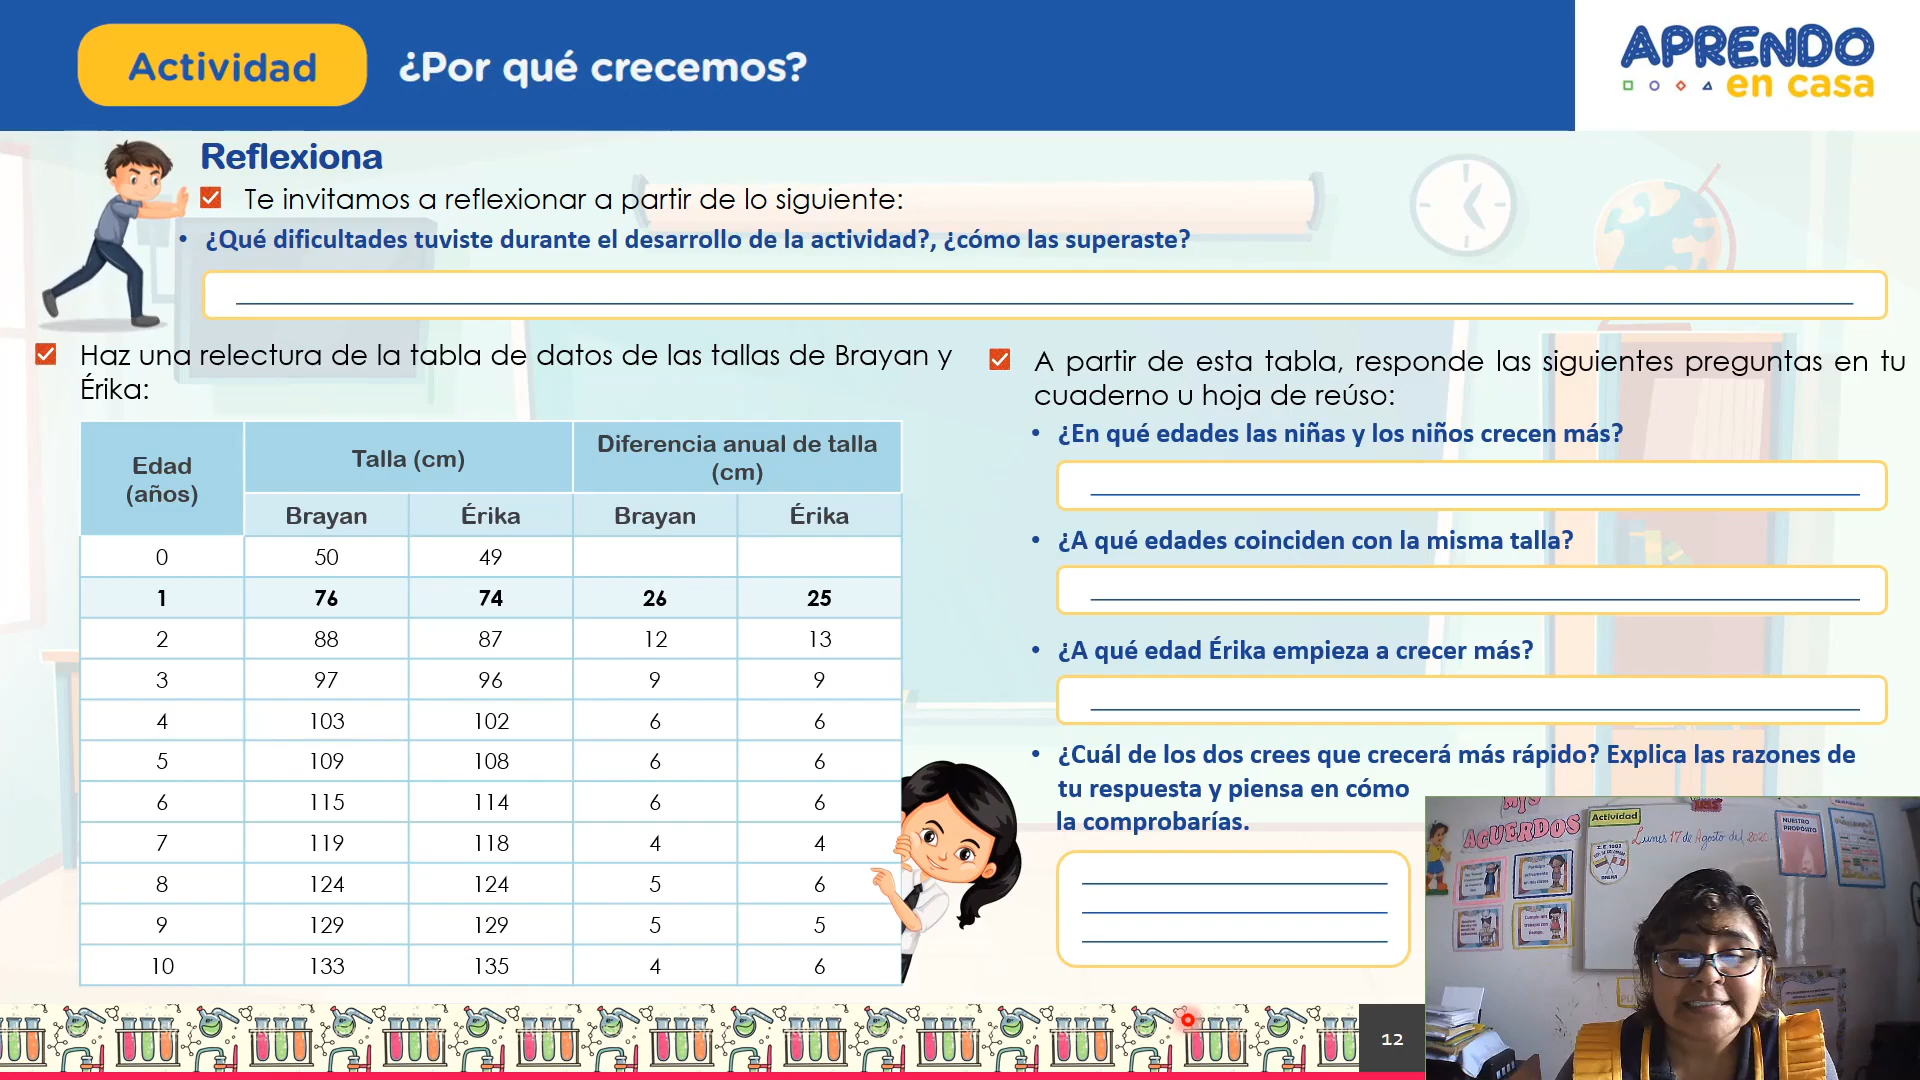 Actividad
¿Por qué crecemos?
APRENDO
en casa
Reflexiona
Te invitamos a reflexionar a partir de lo siguiente:
• ¿Qué dificultades tuviste durante el desarrollo de la actividad?, ¿cómo las superaste?
Haz una relectura de la tabla de datos de las tallas de Brayan y
Érika:
Edad (años) Talla (cm) Diferencia anual de talla (cm)
Brayan Érika Brayan Érika
0 50 49
1 76 74 26 25
2 88 87 12 13
3 97 96 9 9
4 103 102 6 6
5 109 108 6 6
6 115 114 6 6
7 119 118 4 4
8 124 124 5 6
9 129 129 5 5
10 133 135 4 6
A partir de esta tabla, responde las siguientes preguntas en tu
cuaderno u hoja de reúso:
• ¿En qué edades las niñas y los niños crecen más?
• ¿A qué edades coinciden con la misma talla?
• ¿A qué edad Érika empieza a crecer más?
• ¿Cuál de los dos crees que crecerá más rápido? Explica las razones de
tu respuesta y piensa en cómo
la comprobarías.
12
MIS
ACUERDOS
Actividad
Lunes 17 de Agosto del 2020
NUESTRO
PROPÓSITO